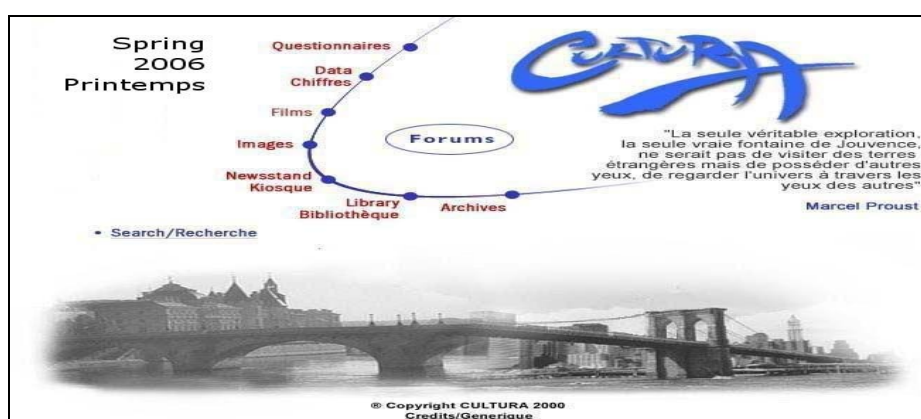 Spring
2006
Printemps
Questionnaires
Data
Chiffres
Films
Images
Newsstand
Kiosque
Library
Bibliothèque
Archives
Forums
CULTURA
"La seule véritable exploration,
la seule vraie fontaine de Jouvence,
ne serait pas de visiter des terres
étrangères mais de posséder d'autres
yeux, de regarder l'univers à travers les
yeux des autres"
Marcel Proust
• Search/Recherche
® Copyright CULTURA 2000
Credits/Generique